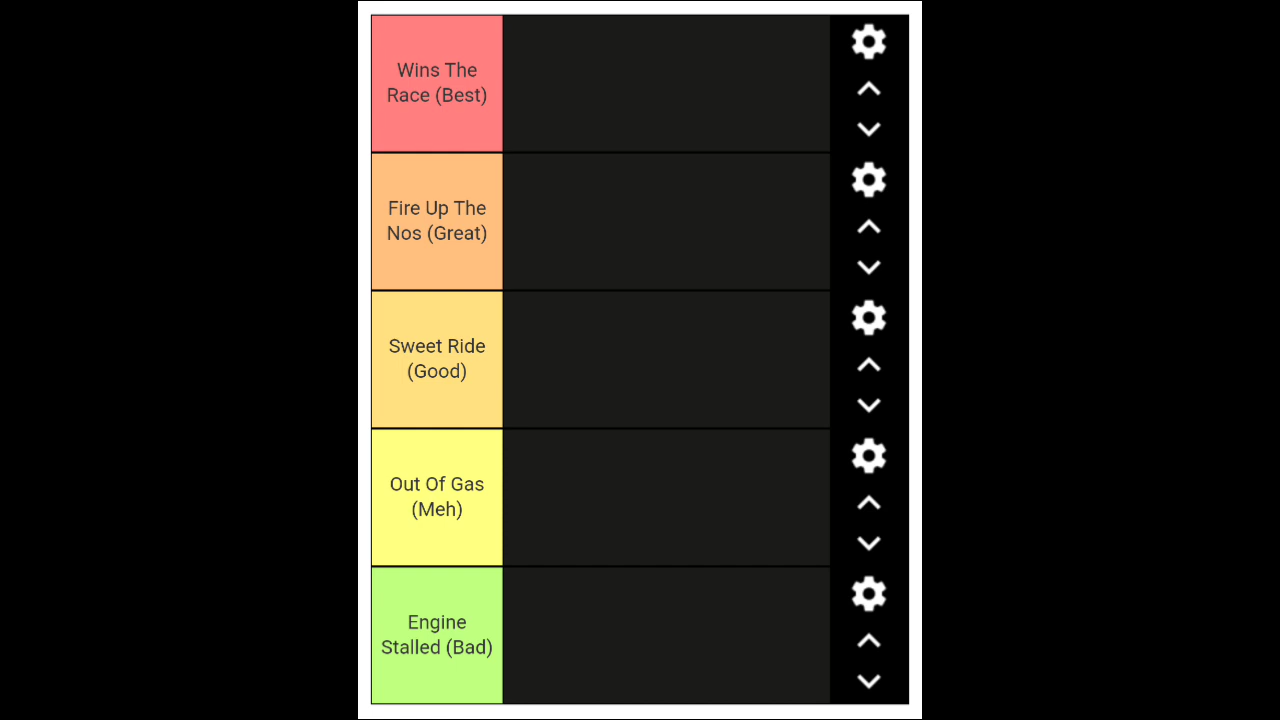 Wins The
Race (Best)
Fire Up The
Nos (Great)
Sweet Ride
(Good)
Out Of Gas
(Meh)
Engine
Stalled (Bad)